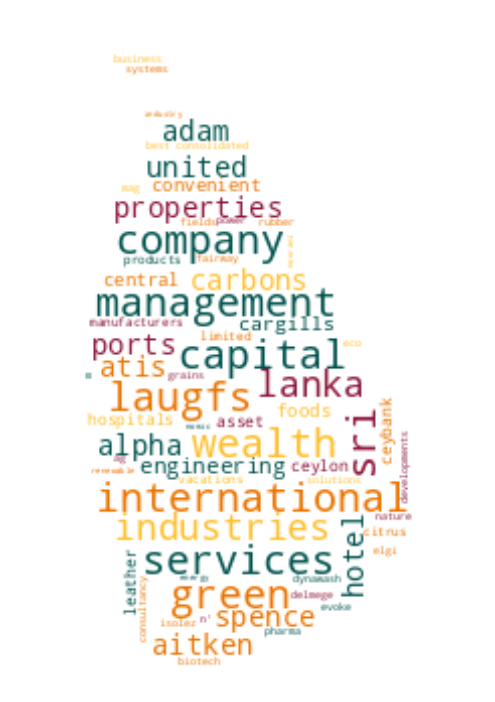 business
systems
industry
adam
best consolidated
united
mag convenient
properties
fields power rubber
company
products fairway
central carbons
management
manufacturers cargills
ports limited
capital eco
atis grains
laugfs lanka
hospitals asset foods
sri ceybank
alpha wealth
engineering ceylon developments
renewable
vacations solutions
international
industries nature
citrus
services hotel elgi
leather energy dynawash
consultancy green delmege
evoke
isolez n' spence
pharma
aitken
biotech